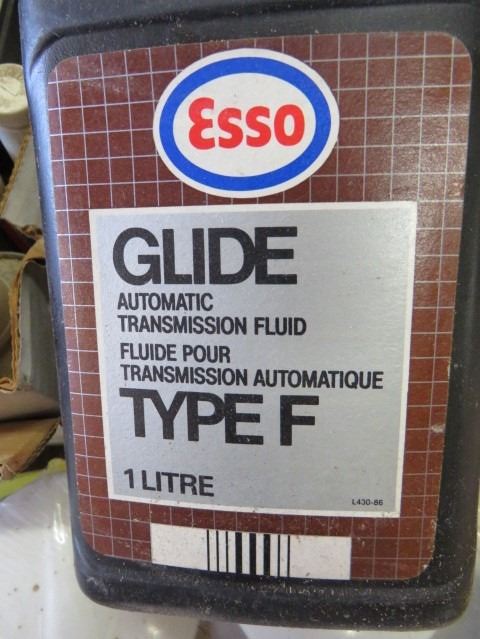 Esso
GLIDE
AUTOMATIC
TRANSMISSION FLUID
FLUIDE POUR
TRANSMISSION AUTOMATIQUE
TYPE F
1 LITRE
L430-86